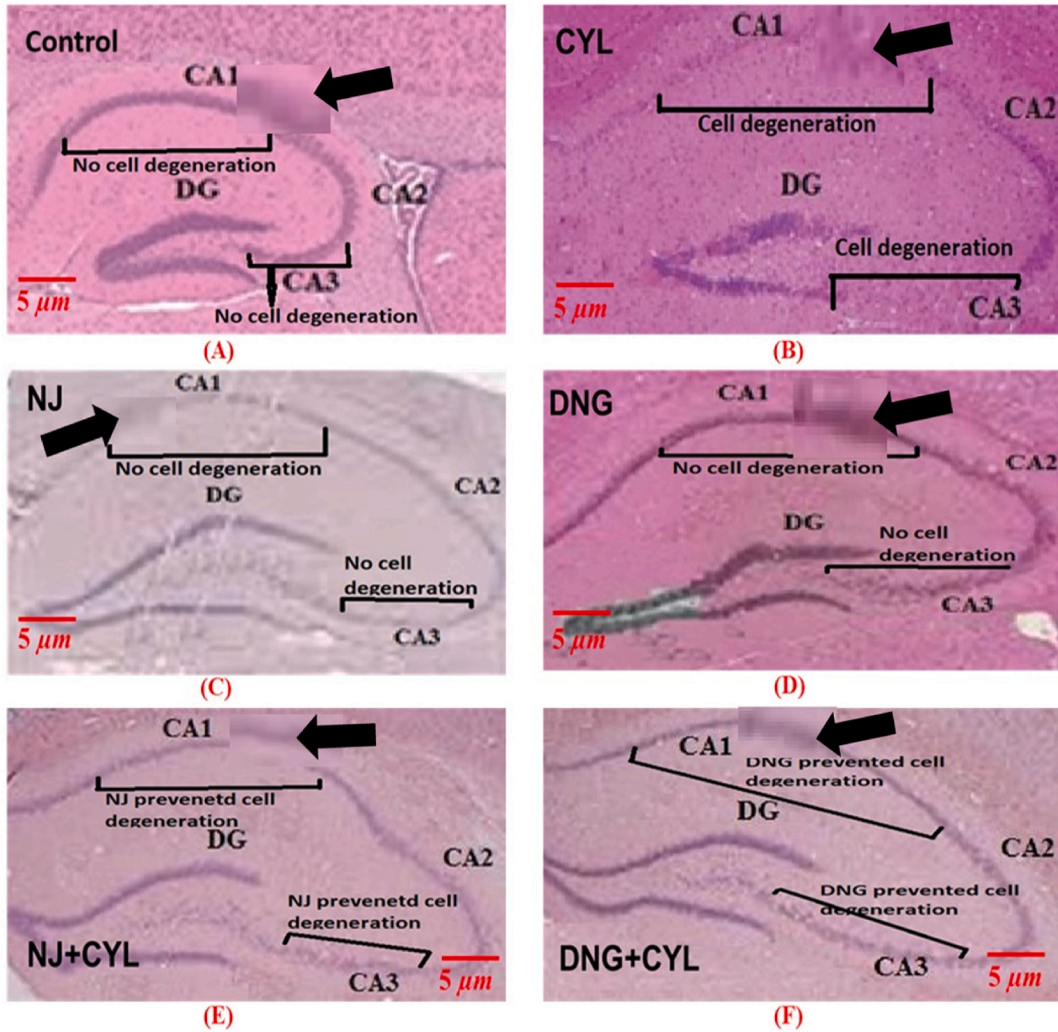 Control
CA1
No cell degeneration
DG
CA2
CA3
No cell degeneration
5 μm
(A)
CYL
CA1
Cell degeneration
CA2
DG
Cell degeneration
CA3
5 μm
(B)
NJ
CA1
No cell degeneration
CA2
DG
No cell
degeneration
CA3
5 μm
(C)
DNG
CA1
No cell degeneration
CA2
DG
No cell
degeneration
CA3
5 μm
(D)
CA1
NJ prevenetd cell
degeneration
DG
CA2
NJ prevenetd cell
degeneration
NJ+CYL
CA3
5 μm
(E)
CA1
DNG prevented cell
degeneration
DG
CA2
DNG prevented cell
degeneration
DNG+CYL
CA3
5 μm
(F)